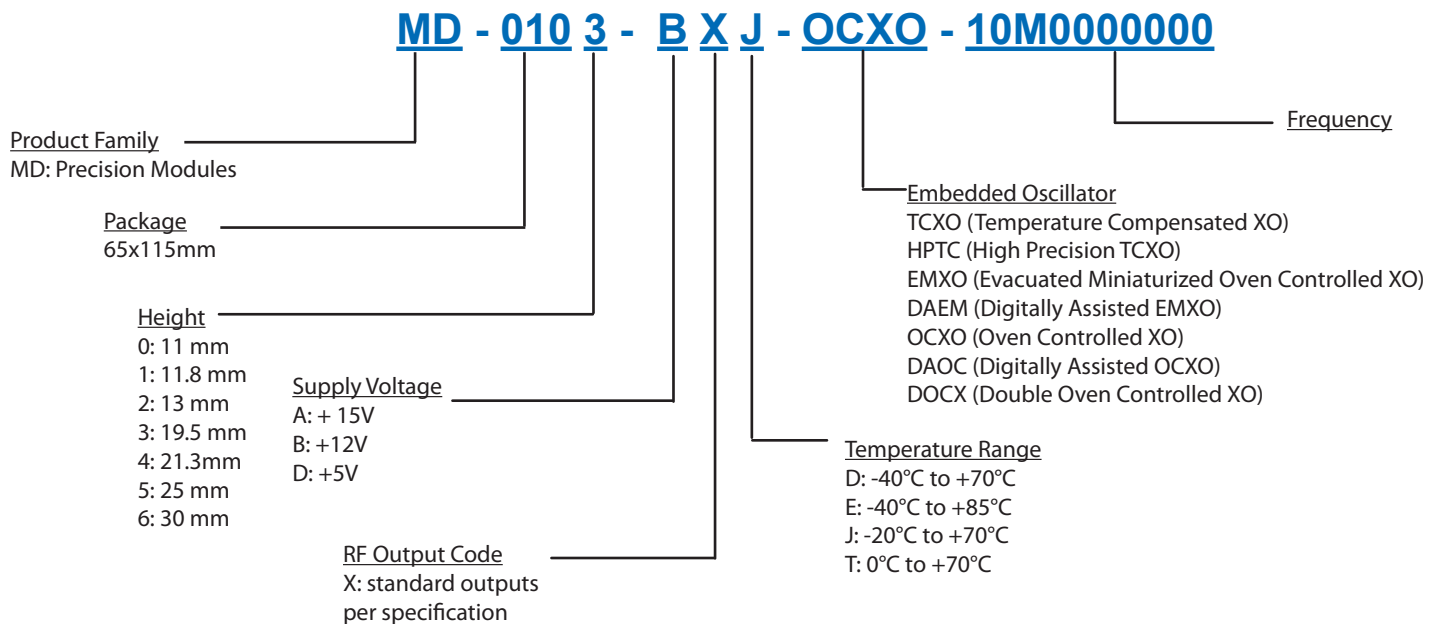 MD - 010 3 - B X J - OCXO - 10M0000000
Product Family
MD: Precision Modules
Package
65x115mm
Height
0: 11 mm
1: 11.8 mm
2: 13 mm
3: 19.5 mm
4: 21.3mm
5: 25 mm
6: 30 mm
Supply Voltage
A: + 15V
B: +12V
D: +5V
RF Output Code
X: standard outputs
per specification
Temperature Range
D: -40°C to +70°C
E: -40°C to +85°C
J: -20°C to +70°C
T: 0°C to +70°C
Embedded Oscillator
TCXO (Temperature Compensated XO)
HPTC (High Precision TCXO)
EMXO (Evacuated Miniaturized Oven Controlled XO)
DAEM (Digitally Assisted EMXO)
OCXO (Oven Controlled XO)
DAOC (Digitally Assisted OCXO)
DOCX (Double Oven Controlled XO)
Frequency